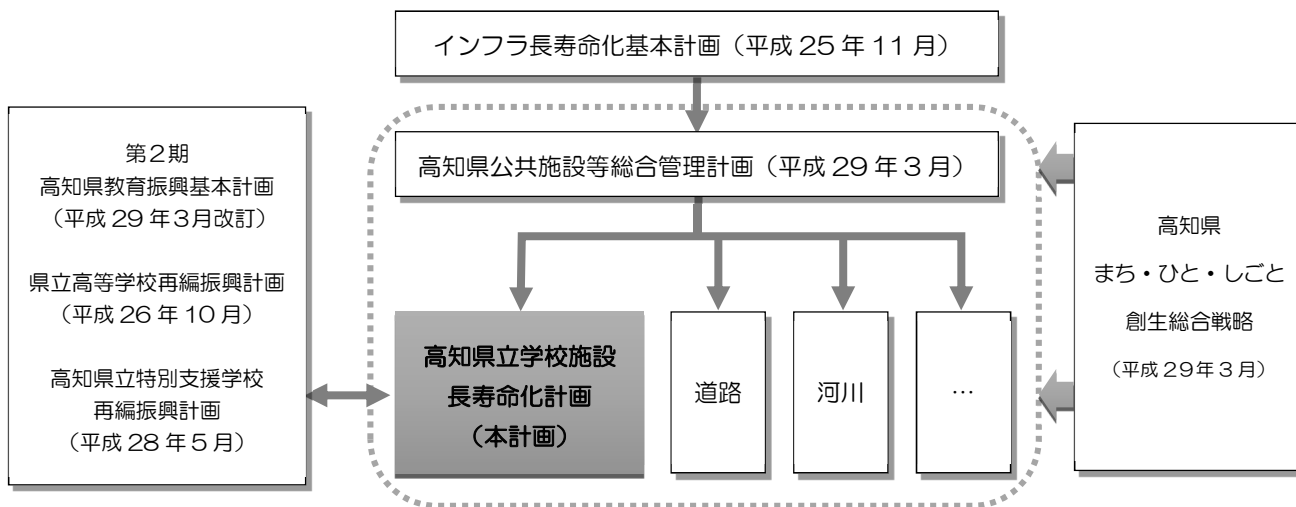 インフラ長寿命化基本計画（平成 25 年 11 月）
高知県公共施設等総合管理計画（平成 29 年 3 月）
第２期
高知県教育振興基本計画
（平成 29 年３月改訂）
県立高等学校再編振興計画
（平成 26 年 10 月）
高知県立特別支援学校
再編振興計画
（平成 28 年５月）
高知県立学校施設
長寿命化計画
（本計画）
道路
河川
…
高知県
まち・ひと・しごと
創生総合戦略
（平成 29 年３月）